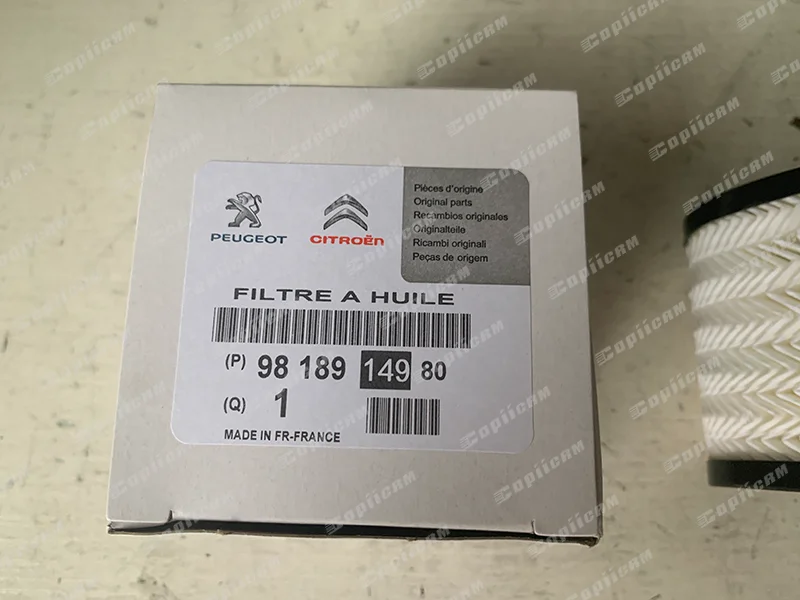 Pièces d'origine
Original parts
Recambios originales
Originalteile
Ricambi originali
Peças de origem
PEUGEOT
CITROËN
FILTRE A HUILE
(P) 98 189 149 80
(Q) 1
MADE IN FR-FRANCE
Copiicam